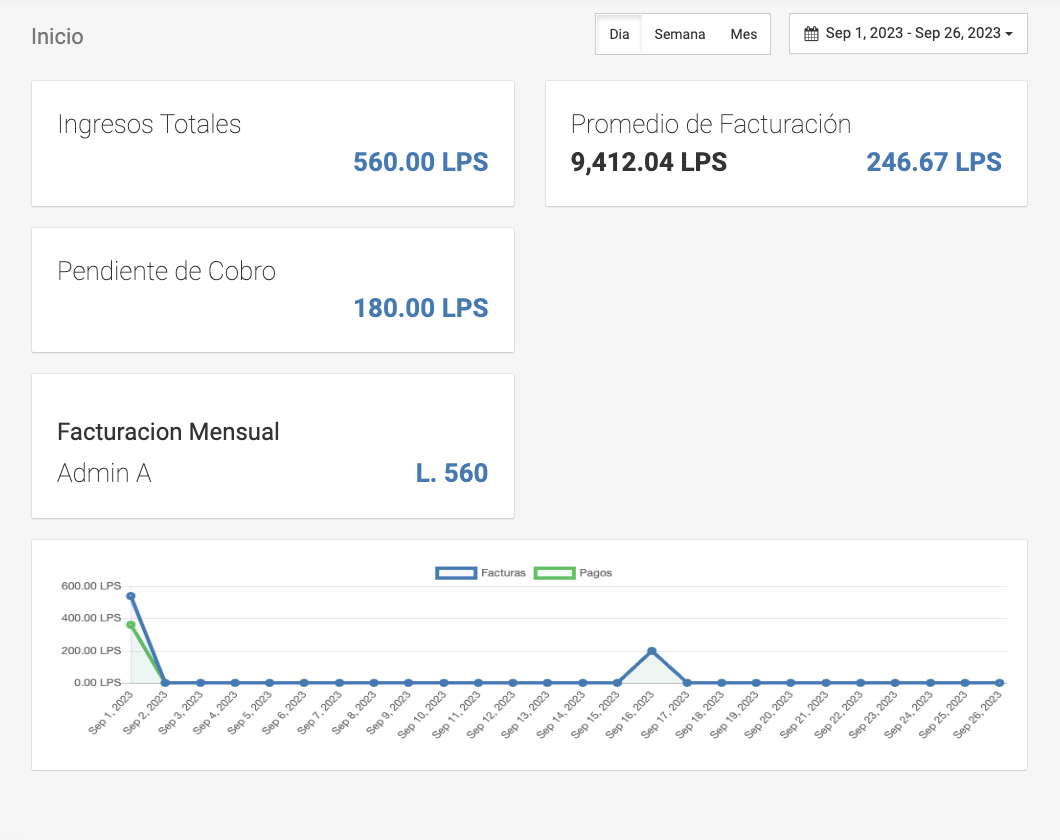 Inicio
Dia Semana Mes
Sep 1, 2023 - Sep 26, 2023
Ingresos Totales
560.00 LPS
Promedio de Facturación
9,412.04 LPS 246.67 LPS
Pendiente de Cobro
180.00 LPS
Facturacion Mensual
Admin A L. 560
Facturas Pagos
600.00 LPS
400.00 LPS
200.00 LPS
0.00 LPS
Sep 1, 2023
Sep 2, 2023
Sep 3, 2023
Sep 4, 2023
Sep 5, 2023
Sep 6, 2023
Sep 7, 2023
Sep 8, 2023
Sep 9, 2023
Sep 10, 2023
Sep 11, 2023
Sep 12, 2023
Sep 13, 2023
Sep 14, 2023
Sep 15, 2023
Sep 16, 2023
Sep 17, 2023
Sep 18, 2023
Sep 19, 2023
Sep 20, 2023
Sep 21, 2023
Sep 22, 2023
Sep 23, 2023
Sep 24, 2023
Sep 25, 2023
Sep 26, 2023